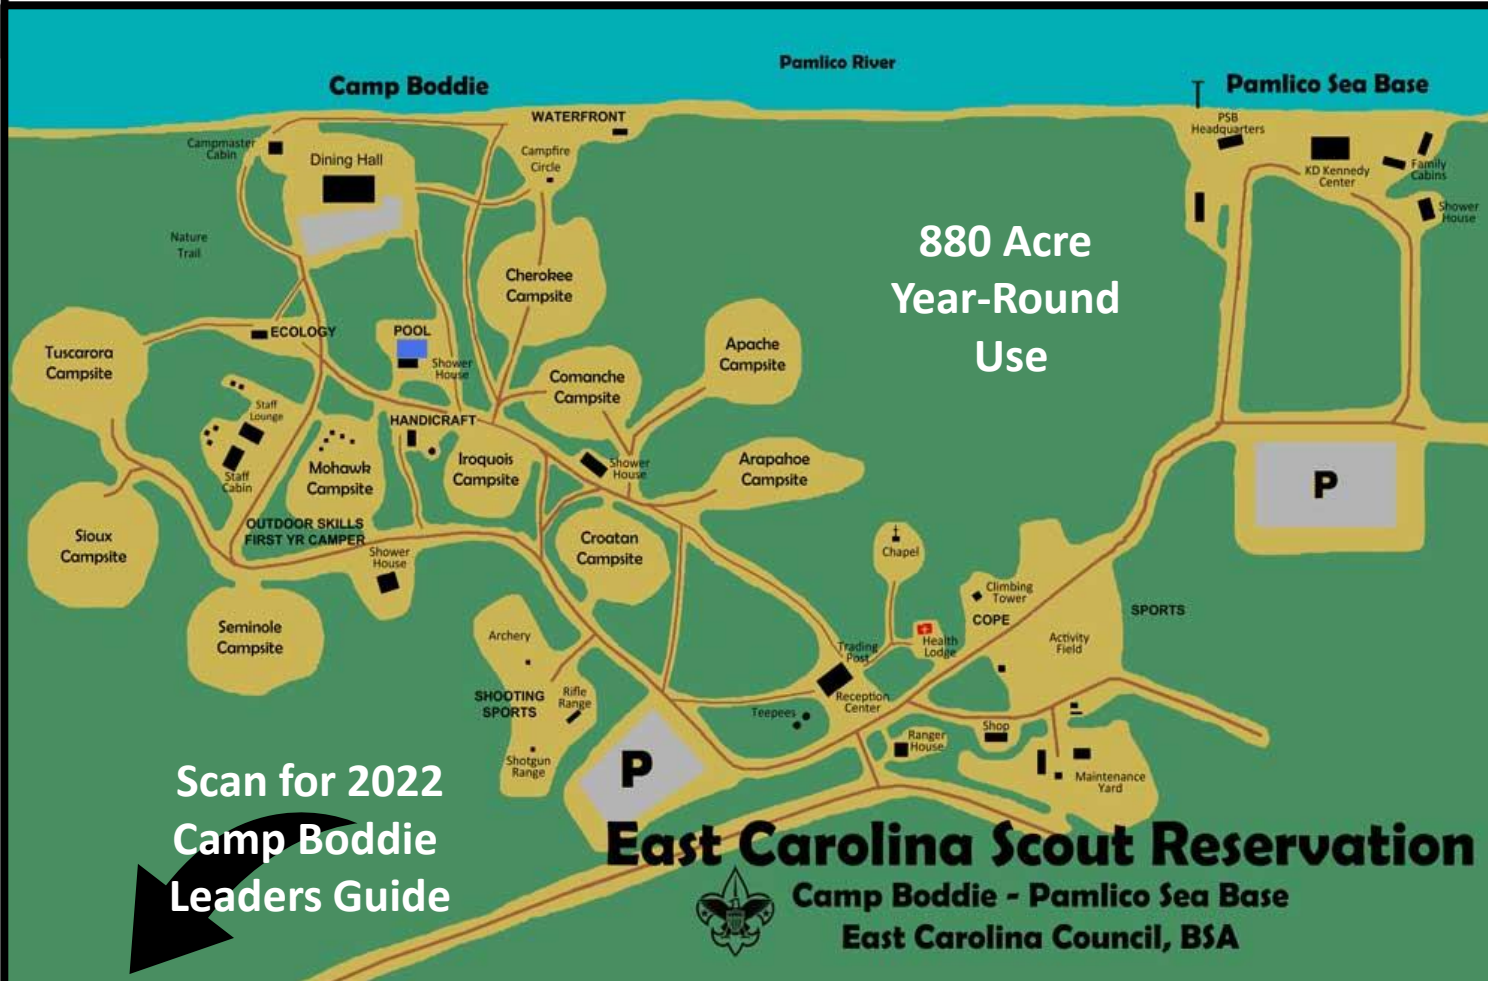 Pamlico River
Camp Boddie
Pamlico Sea Base
WATERFRONT
PSB
Headquarters
Campmaster
Cabin
Dining Hall
Campfire
Circle
KD Kennedy
Center
Family
Cabins
Shower
House
Nature
Trail
880 Acre
Year-Round
Use
Cherokee
Campsite
ECOLOGY
POOL
Shower
House
Tuscarora
Campsite
Apache
Campsite
Comanche
Campsite
Staff
Lounge
HANDICRAFT
Staff
Cabin
Mohawk
Campsite
Iroquois
Campsite
Shower
House
Arapahoe
Campsite
P
OUTDOOR SKILLS
FIRST YR CAMPER
Sioux
Campsite
Shower
House
Croatan
Campsite
Chapel
Climbing
Tower
COPE
SPORTS
Seminole
Campsite
Archery
Trading
Post
Health
Lodge
Activity
Field
SHOOTING
SPORTS
Rifle
Range
Reception
Center
Teepees
Shop
Ranger
House
Shotgun
Range
P
Maintenance
Yard
Scan for 2022
Camp Boddie
Leaders Guide
East Carolina Scout Reservation
Camp Boddie - Pamlico Sea Base
East Carolina Council, BSA